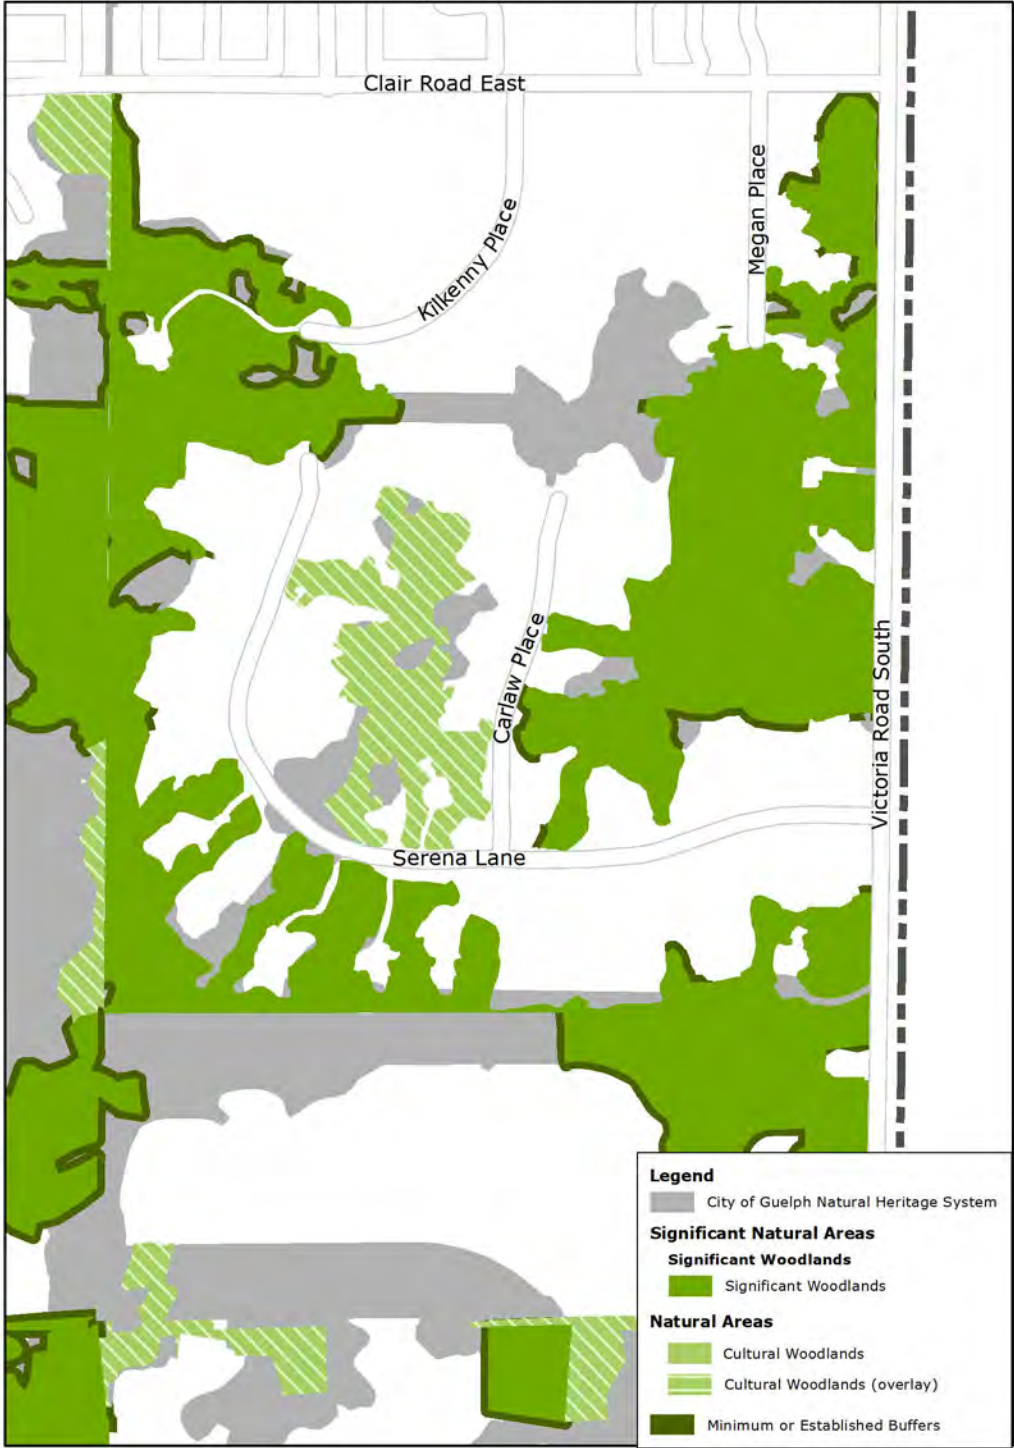 Clair Road East
Megan Place
Kilkenny Place
Carlaw Place
Victoria Road South
Serena Lane
Legend
City of Guelph Natural Heritage System
Significant Natural Areas
Significant Woodlands
Significant Woodlands
Natural Areas
Cultural Woodlands
Cultural Woodlands (overlay)
Minimum or Established Buffers